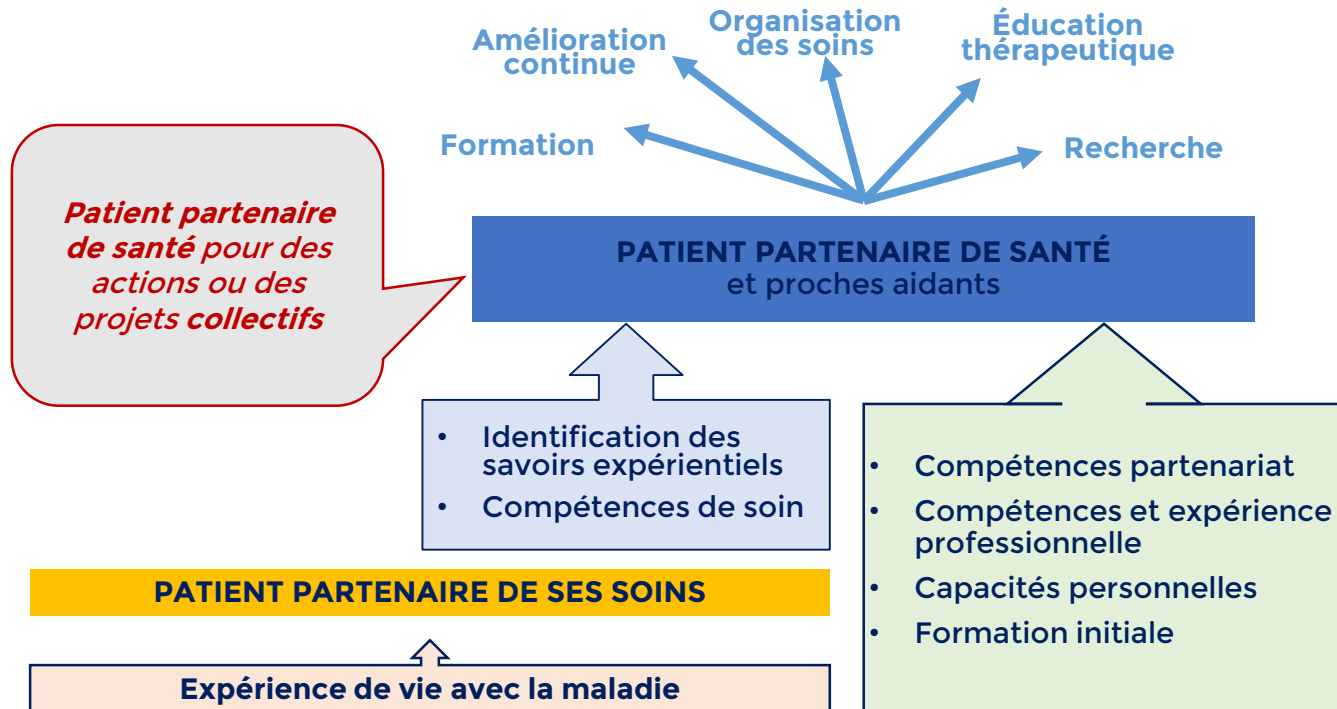 Amélioration
continue
Organisation
des soins
Éducation
thérapeutique
Formation
Recherche
Patient partenaire
de santé pour des
actions ou des
projets collectifs
PATIENT PARTENAIRE DE SANTÉ
et proches aidants
• Identification des
savoirs expérientiels
• Compétences de soin
• Compétences partenariat
• Compétences et expérience
professionnelle
• Capacités personnelles
• Formation initiale
PATIENT PARTENAIRE DE SES SOINS
Expérience de vie avec la maladie